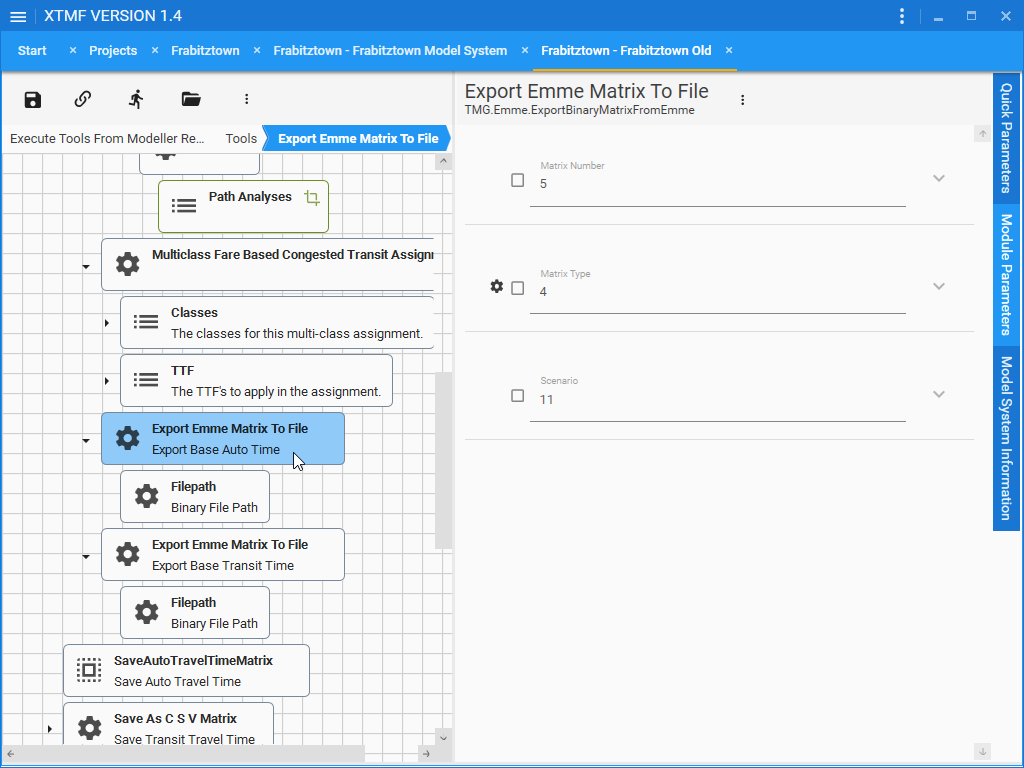 XTMF VERSION 1.4
Start × Projects × Frabitztown × Frabitztown - Frabitztown Model System × Frabitztown - Frabitztown Old ×
Execute Tools From Modeller Re... Tools Export Emme Matrix To File
Path Analyses
Multiclass Fare Based Congested Transit Assign
Classes
The classes for this multi-class assignment.
TTF
The TTF's to apply in the assignment.
Export Emme Matrix To File
Export Base Auto Time
Filepath
Binary File Path
Export Emme Matrix To File
Export Base Transit Time
Filepath
Binary File Path
SaveAutoTravelTimeMatrix
Save Auto Travel Time
Save As C S V Matrix
Save Transit Travel Time
Export Emme Matrix To File
TMG.Emme.ExportBinaryMatrixFromEmme
Matrix Number
5
Matrix Type
4
Scenario
11
Quick Parameters
Module Parameters
Model System Information